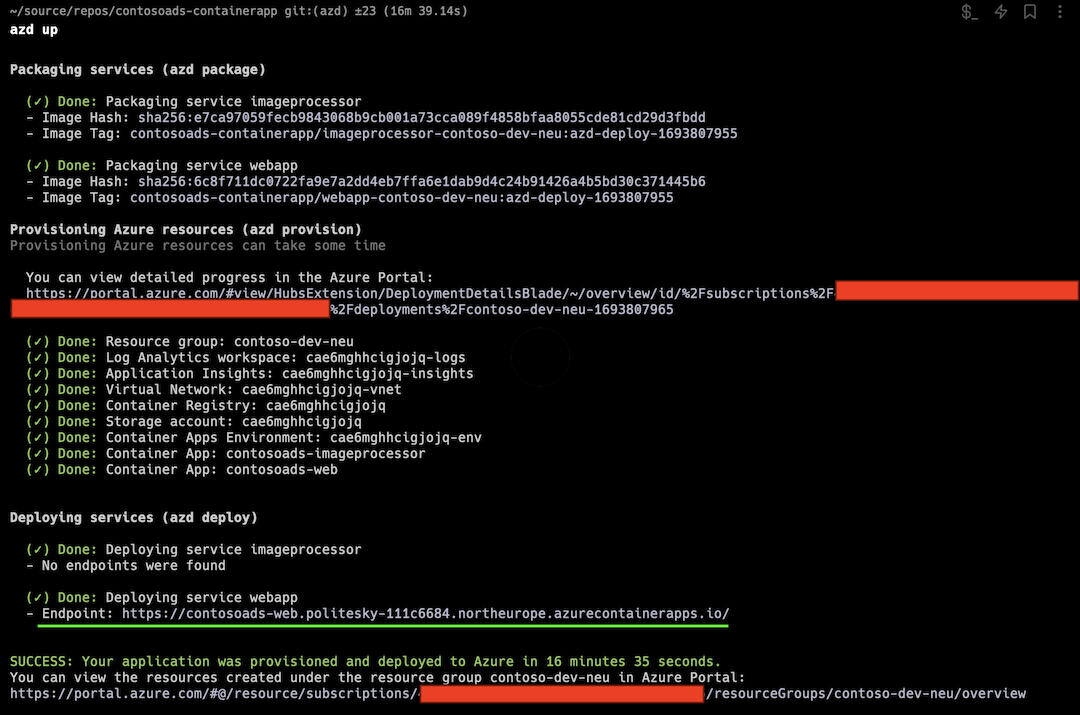 ~/source/repos/contosoads-containerapp git:(azd) ±23 (16m 39.14s)
azd up
Packaging services (azd package)
(✓) Done: Packaging service imageprocessor
- Image Hash: sha256:e7ca97059fecb9843068b9cb001a73cca089f4858bfaa8055cde81cd29d3fbdd
- Image Tag: contosoads-containerapp/imageprocessor-contoso-dev-neu:azd-deploy-1693807955
(✓) Done: Packaging service webapp
- Image Hash: sha256:6c8f711dc0722fa9e7a2dd4eb7ffa6e1dab9d4c24b91426a4b5bd30c371445b6
- Image Tag: contosoads-containerapp/webapp-contoso-dev-neu:azd-deploy-1693807955
Provisioning Azure resources (azd provision)
Provisioning Azure resources can take some time
You can view detailed progress in the Azure Portal:
https://portal.azure.com/#view/HubsExtension/DeploymentDetailsBlade/~/overview/id/%2Fsubscriptions%2F
%2Fdeployments%2Fcontoso-dev-neu-1693807965
(✓) Done: Resource group: contoso-dev-neu
(✓) Done: Log Analytics workspace: cae6mghhcigjojq-logs
(✓) Done: Application Insights: cae6mghhcigjojq-insights
(✓) Done: Virtual Network: cae6mghhcigjojq-vnet
(✓) Done: Container Registry: cae6mghhcigjojq
(✓) Done: Storage account: cae6mghhcigjojq
(✓) Done: Container Apps Environment: cae6mghhcigjojq-env
(✓) Done: Container App: contosoads-imageprocessor
(✓) Done: Container App: contosoads-web
Deploying services (azd deploy)
(✓) Done: Deploying service imageprocessor
- No endpoints were found
(✓) Done: Deploying service webapp
- Endpoint: https://contosoads-web.politesky-111c6684.northeurope.azurecontainerapps.io/
SUCCESS: Your application was provisioned and deployed to Azure in 16 minutes 35 seconds.
You can view the resources created under the resource group contoso-dev-neu in Azure Portal:
https://portal.azure.com/#@/resource/subscriptions/ /resourceGroups/contoso-dev-neu/overview